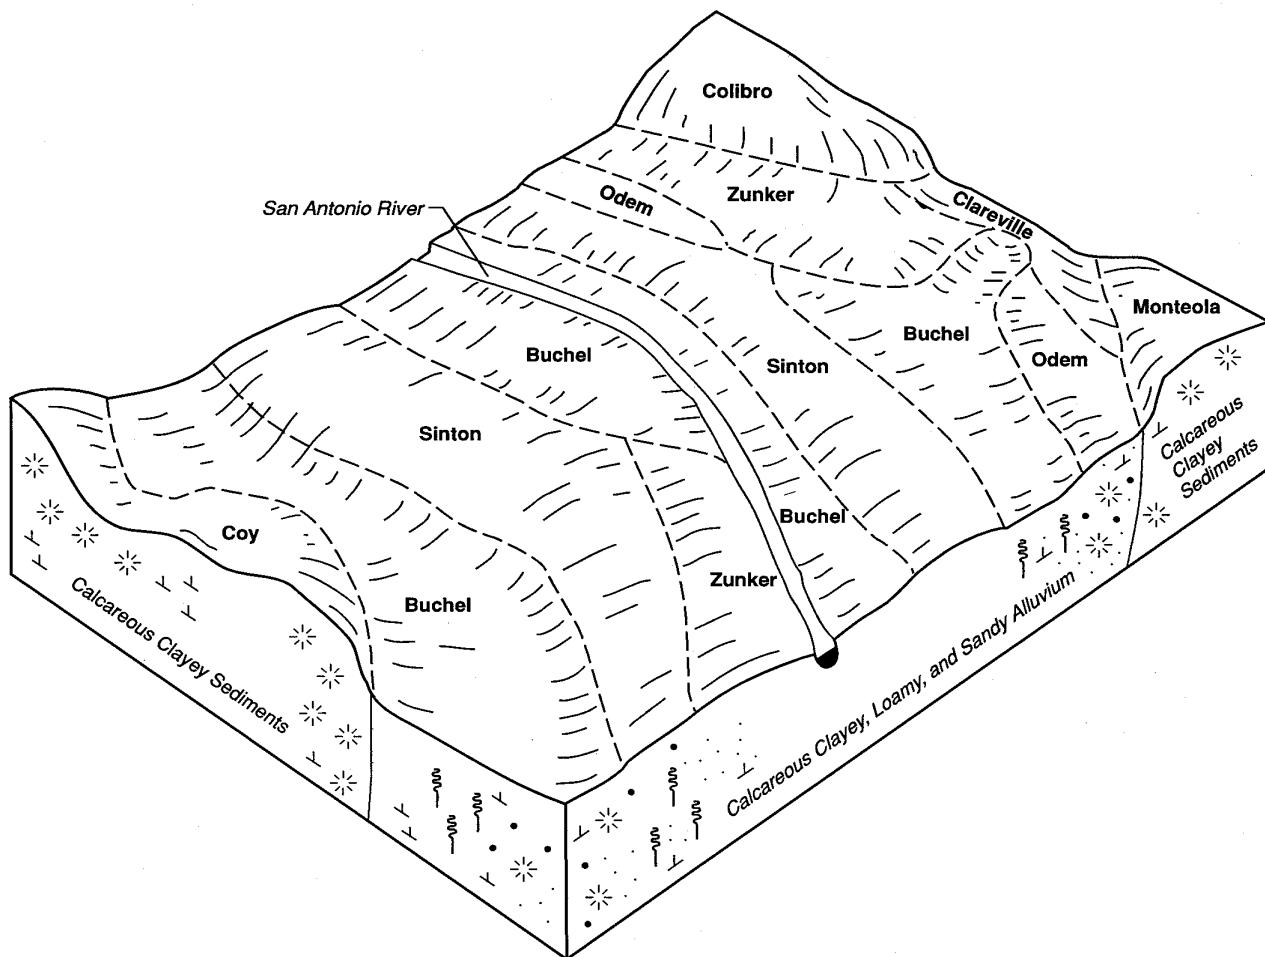 Colibro
Zunker
Odem
San Antonio River
Clareville
Monteola
Buchel
Buchel
Sinton
Odem
Sinton
Calcareous
Clayey
Sediments
Buchel
Coy
Zunker
Buchel
Calcareous Clayey Sediments
Calcareous Clayey, Loamy, and Sandy Alluvium